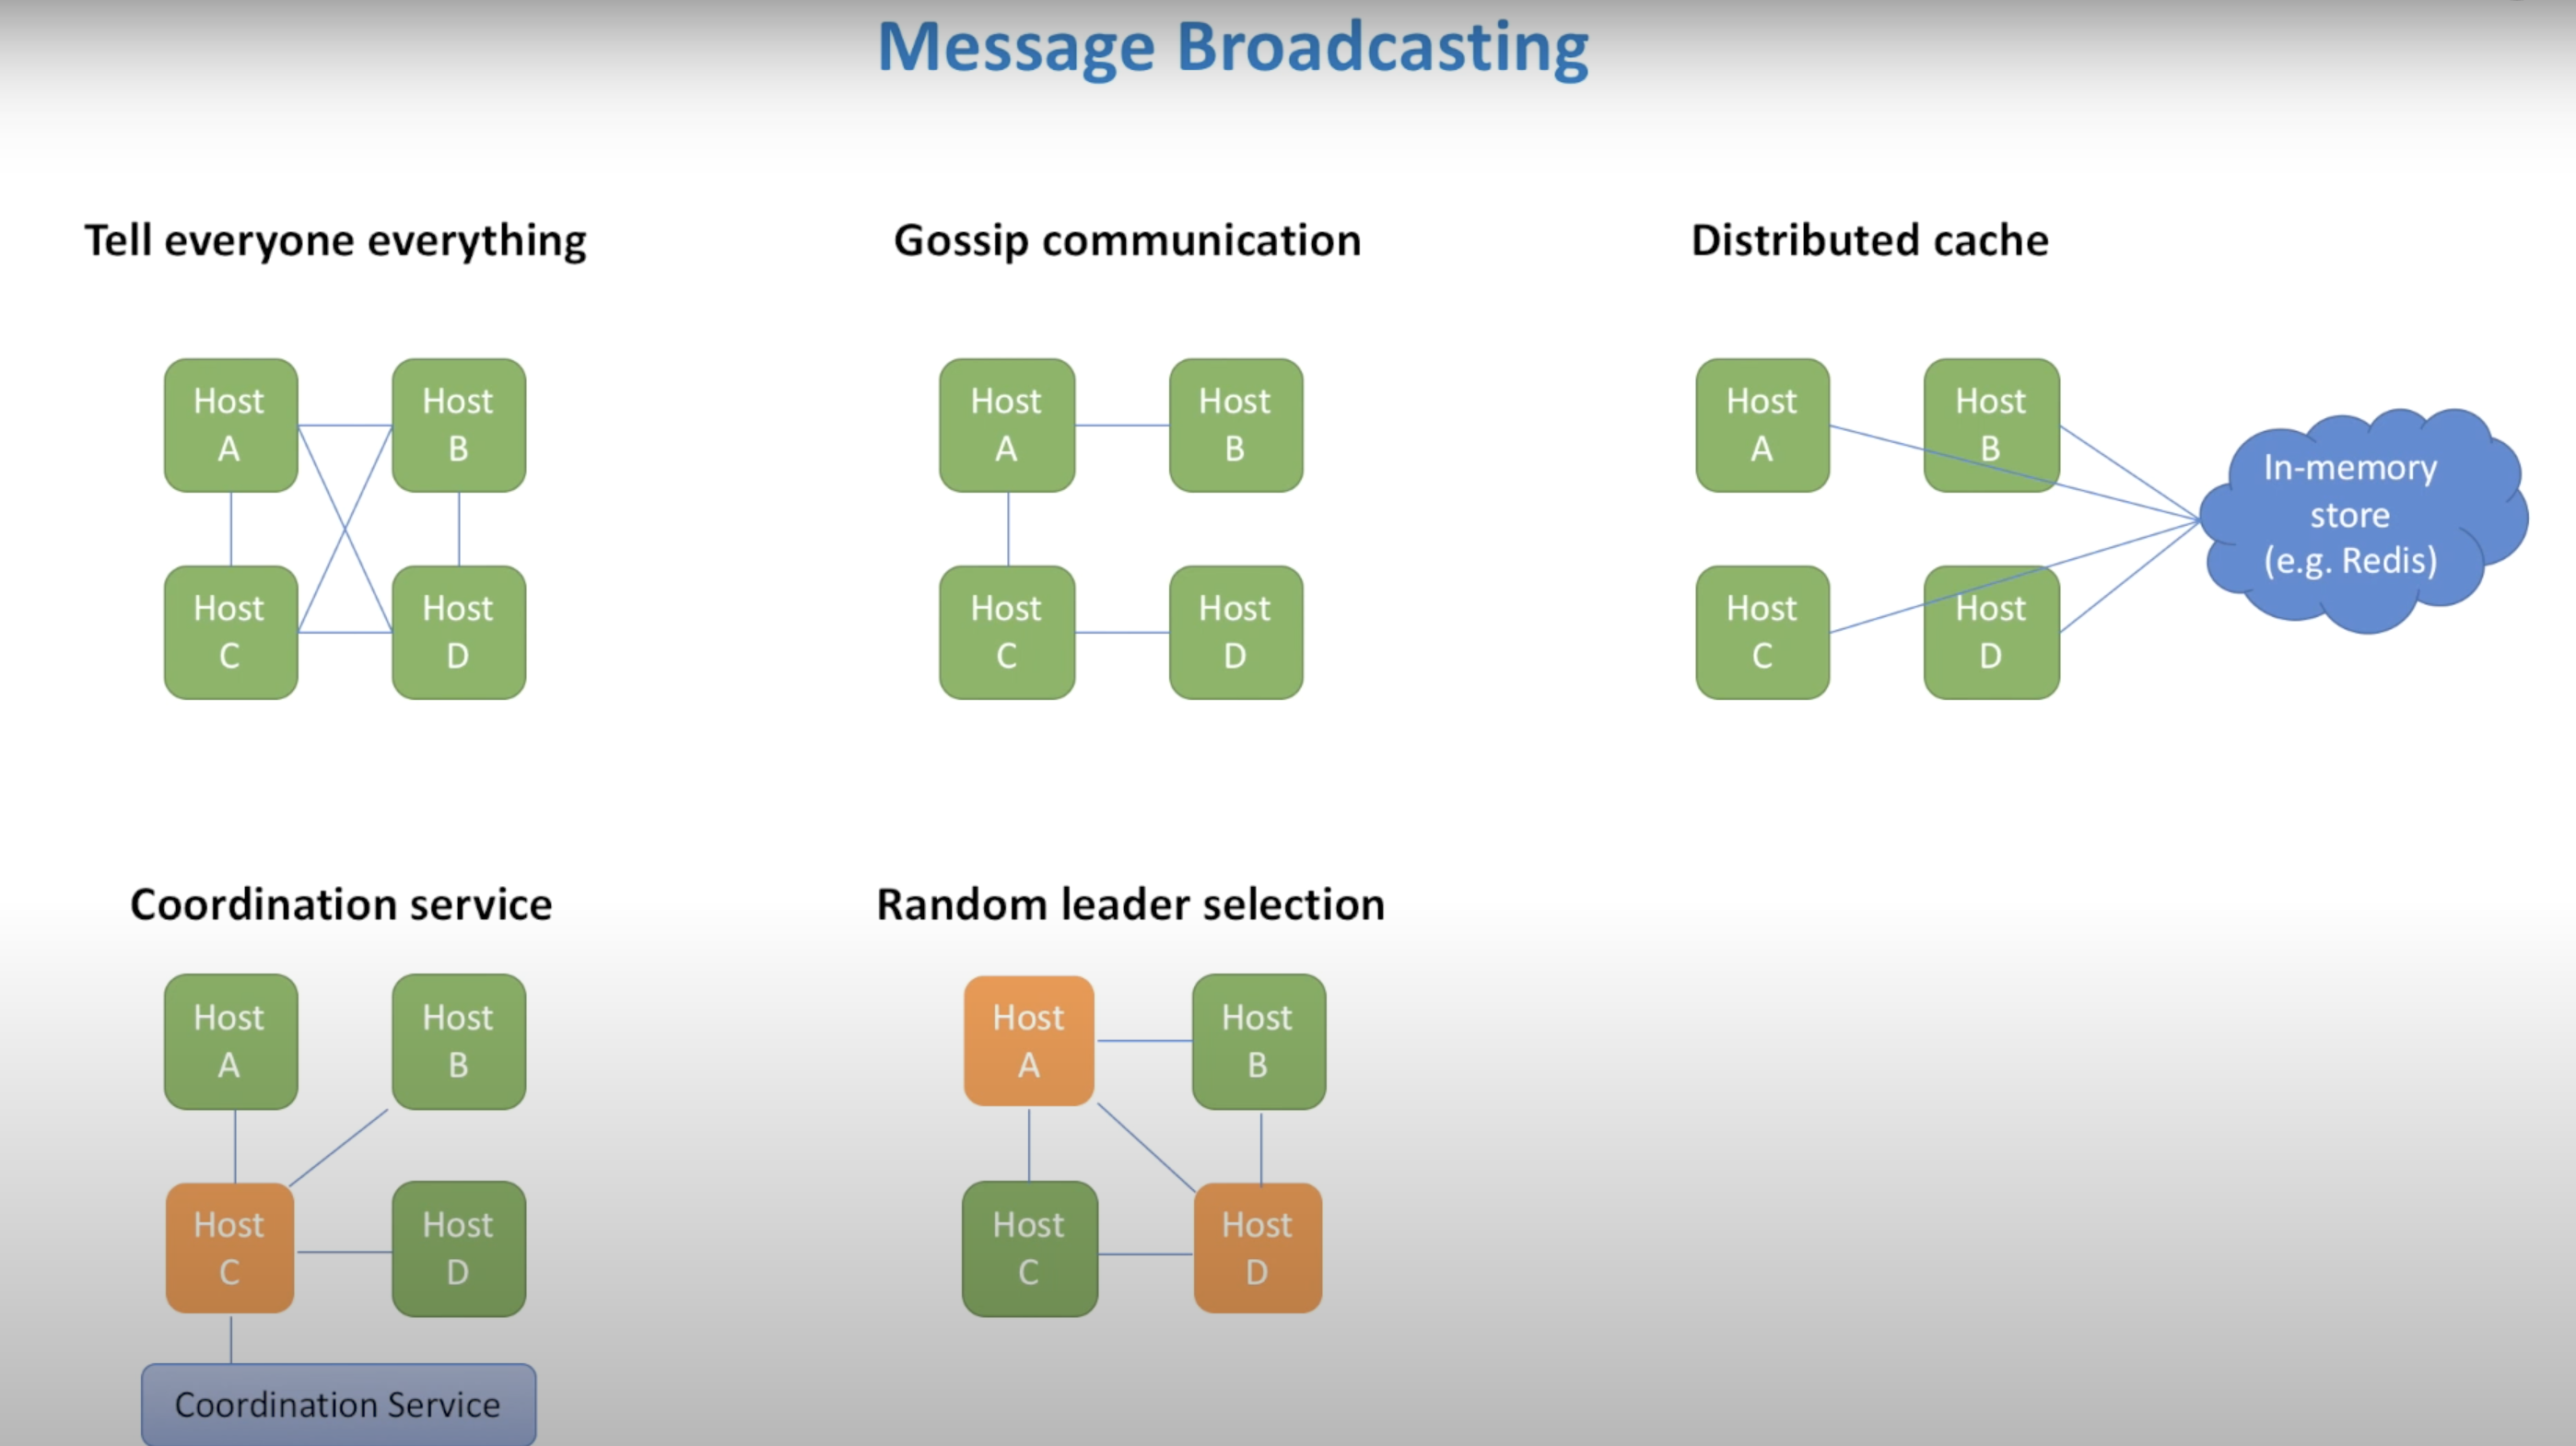 Message Broadcasting
Tell everyone everything
Host
A
Host
B
Host
C
Host
D
Gossip communication
Host
A
Host
B
Host
C
Host
D
Distributed cache
Host
A
Host
B
Host
C
Host
D
In-memory
store
(e.g. Redis)
Coordination service
Host
A
Host
B
Host
C
Host
D
Coordination Service
Random leader selection
Host
A
Host
B
Host
C
Host
D